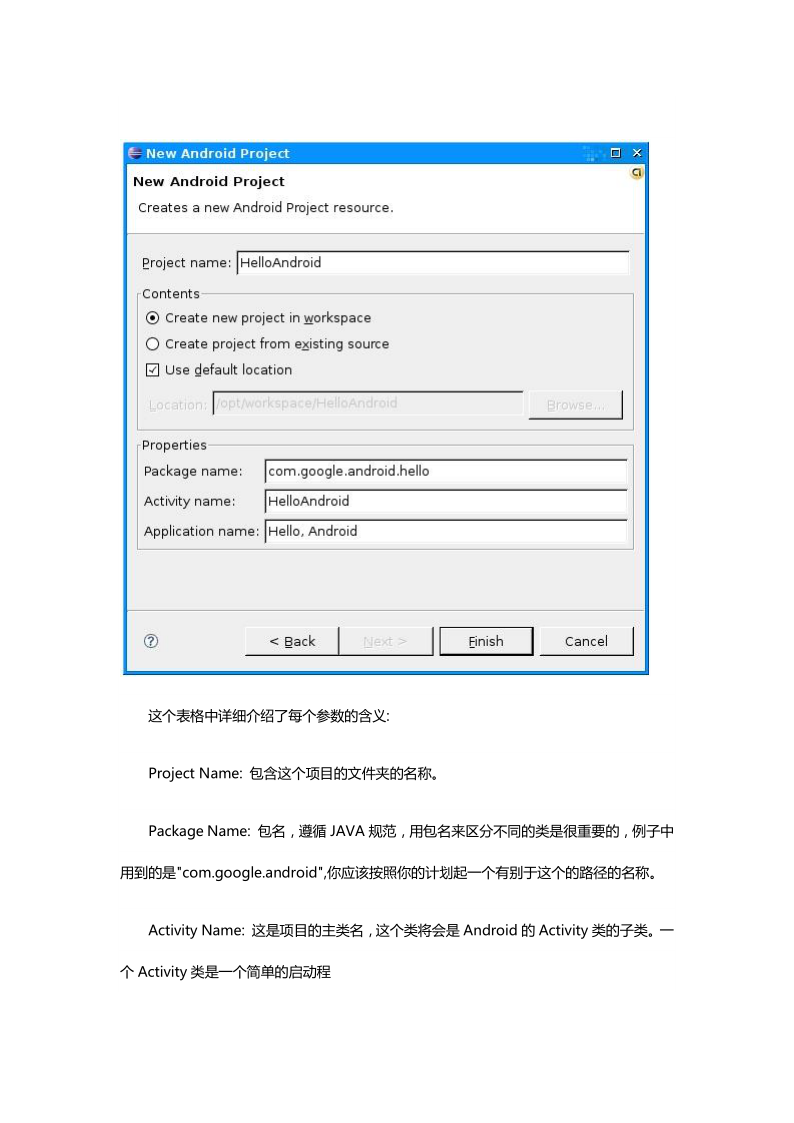 New Android Project
New Android Project
Creates a new Android Project resource.
Project name: HelloAndroid
Contents
Create new project in workspace
Create project from existing source
Use default location
Location: /opt/workspace/HelloAndroid Browse...
Properties
Package name: com.google.android.hello
Activity name: HelloAndroid
Application name: Hello, Android
< Back Next > Finish Cancel
这个表格中详细介绍了每个参数的含义:
Project Name: 包含这个项目的文件夹的名称。
Package Name: 包名，遵循 JAVA 规范，用包名来区分不同的类是很重要的，例子中
用到的是"com.google.android",你应该按照你的计划起一个有别于这个的路径的名称。
Activity Name: 这是项目的主类名，这个类将会是 Android 的 Activity 类的子类。一
个 Activity 类是一个简单的启动程